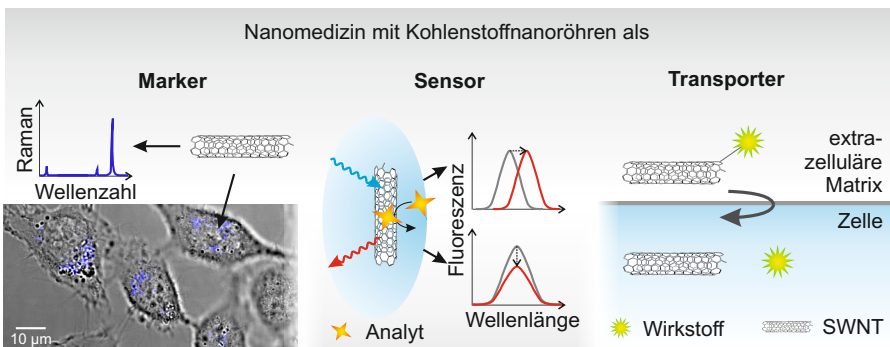 Nanomedizin mit Kohlenstoffnanoröhren als
Marker
Raman
Wellenzahl
10 µm
Sensor
Fluoreszenz
Wellenlänge
Analyt
Transporter
extra-
zelluläre
Matrix
Zelle
Wirkstoff
SWNT